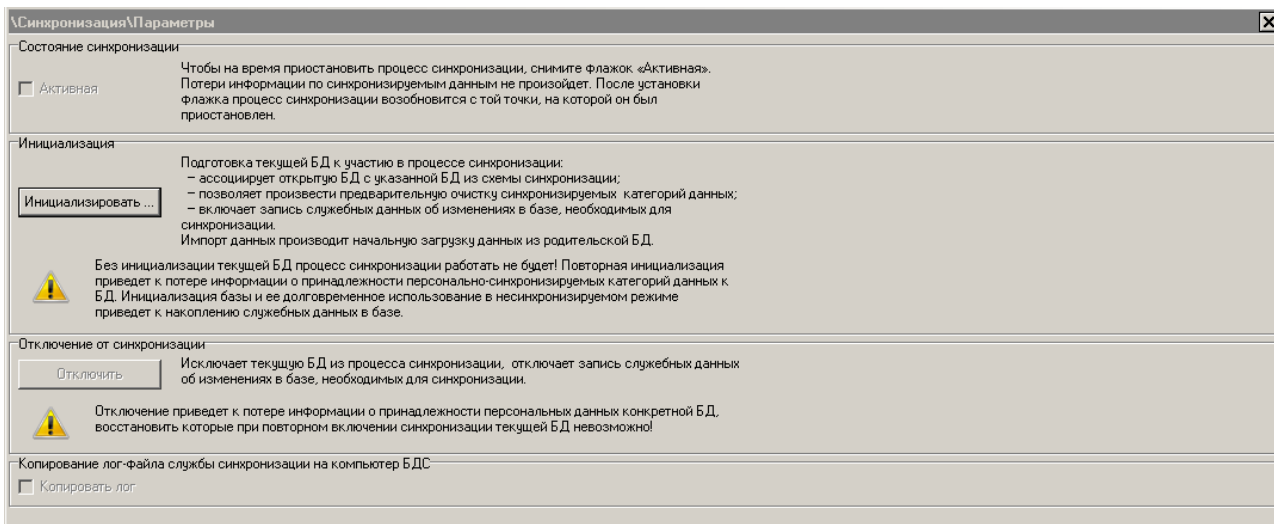 \Синхронизация\Параметры
Состояние синхронизации
Активная
Чтобы на время приостановить процесс синхронизации, снимите флажок «Активная».
Потери информации по синхронизируемым данным не произойдет. После установки
флажка процесс синхронизации возобновится с той точки, на которой он был
приостановлен.
Инициализация
Инициализировать ...
Подготовка текущей БД к участию в процессе синхронизации:
– ассоциирует открытую БД с указанной БД из схемы синхронизации;
– позволяет произвести предварительную очистку синхронизируемых категорий данных;
– включает запись служебных данных об изменениях в базе, необходимых для
синхронизации.
Импорт данных производит начальную загрузку данных из родительской БД.
Без инициализации текущей БД процесс синхронизации работать не будет! Повторная инициализация
приведет к потере информации о принадлежности персонально-синхронизируемых категорий данных к
БД. Инициализация базы и ее долговременное использование в несинхронизируемом режиме
приведет к накоплению служебных данных в базе.
Отключение от синхронизации
Отключить
Исключает текущую БД из процесса синхронизации, отключает запись служебных данных
об изменениях в базе, необходимых для синхронизации.
Отключение приведет к потере информации о принадлежности персональных данных конкретной БД,
восстановить которые при повторном включении синхронизации текущей БД невозможно!
Копирование лог-файла службы синхронизации на компьютер БДС
Копировать лог